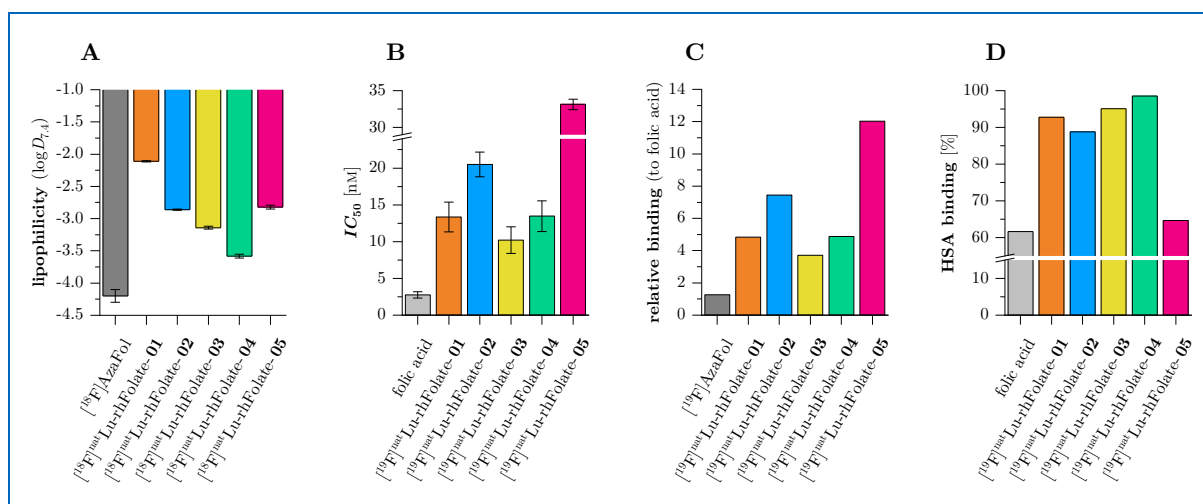 A
lipophilicity (logD7.4)
-1.0
-1.5
-2.0
-2.5
-3.0
-3.5
-4.0
-4.5
[¹⁸F]AzaFol
[¹⁸F]ⁿᵃᵗLu-rhFolate-01
[¹⁸F]ⁿᵃᵗLu-rhFolate-02
[¹⁸F]ⁿᵃᵗLu-rhFolate-03
[¹⁸F]ⁿᵃᵗLu-rhFolate-04
[¹⁸F]ⁿᵃᵗLu-rhFolate-05
B
IC₅₀ [nM]
35
30
20
15
10
5
0
folic acid
[¹⁹F]ⁿᵃᵗLu-rhFolate-01
[¹⁹F]ⁿᵃᵗLu-rhFolate-02
[¹⁹F]ⁿᵃᵗLu-rhFolate-03
[¹⁹F]ⁿᵃᵗLu-rhFolate-04
[¹⁹F]ⁿᵃᵗLu-rhFolate-05
C
relative binding (to folic acid)
14
12
10
8
6
4
2
0
[¹⁹F]AzaFol
[¹⁹F]ⁿᵃᵗLu-rhFolate-01
[¹⁹F]ⁿᵃᵗLu-rhFolate-02
[¹⁹F]ⁿᵃᵗLu-rhFolate-03
[¹⁹F]ⁿᵃᵗLu-rhFolate-04
[¹⁹F]ⁿᵃᵗLu-rhFolate-05
D
HSA binding [%]
100
90
80
70
60
10
0
folic acid
[¹⁹F]ⁿᵃᵗLu-rhFolate-01
[¹⁹F]ⁿᵃᵗLu-rhFolate-02
[¹⁹F]ⁿᵃᵗLu-rhFolate-03
[¹⁹F]ⁿᵃᵗLu-rhFolate-04
[¹⁹F]ⁿᵃᵗLu-rhFolate-05